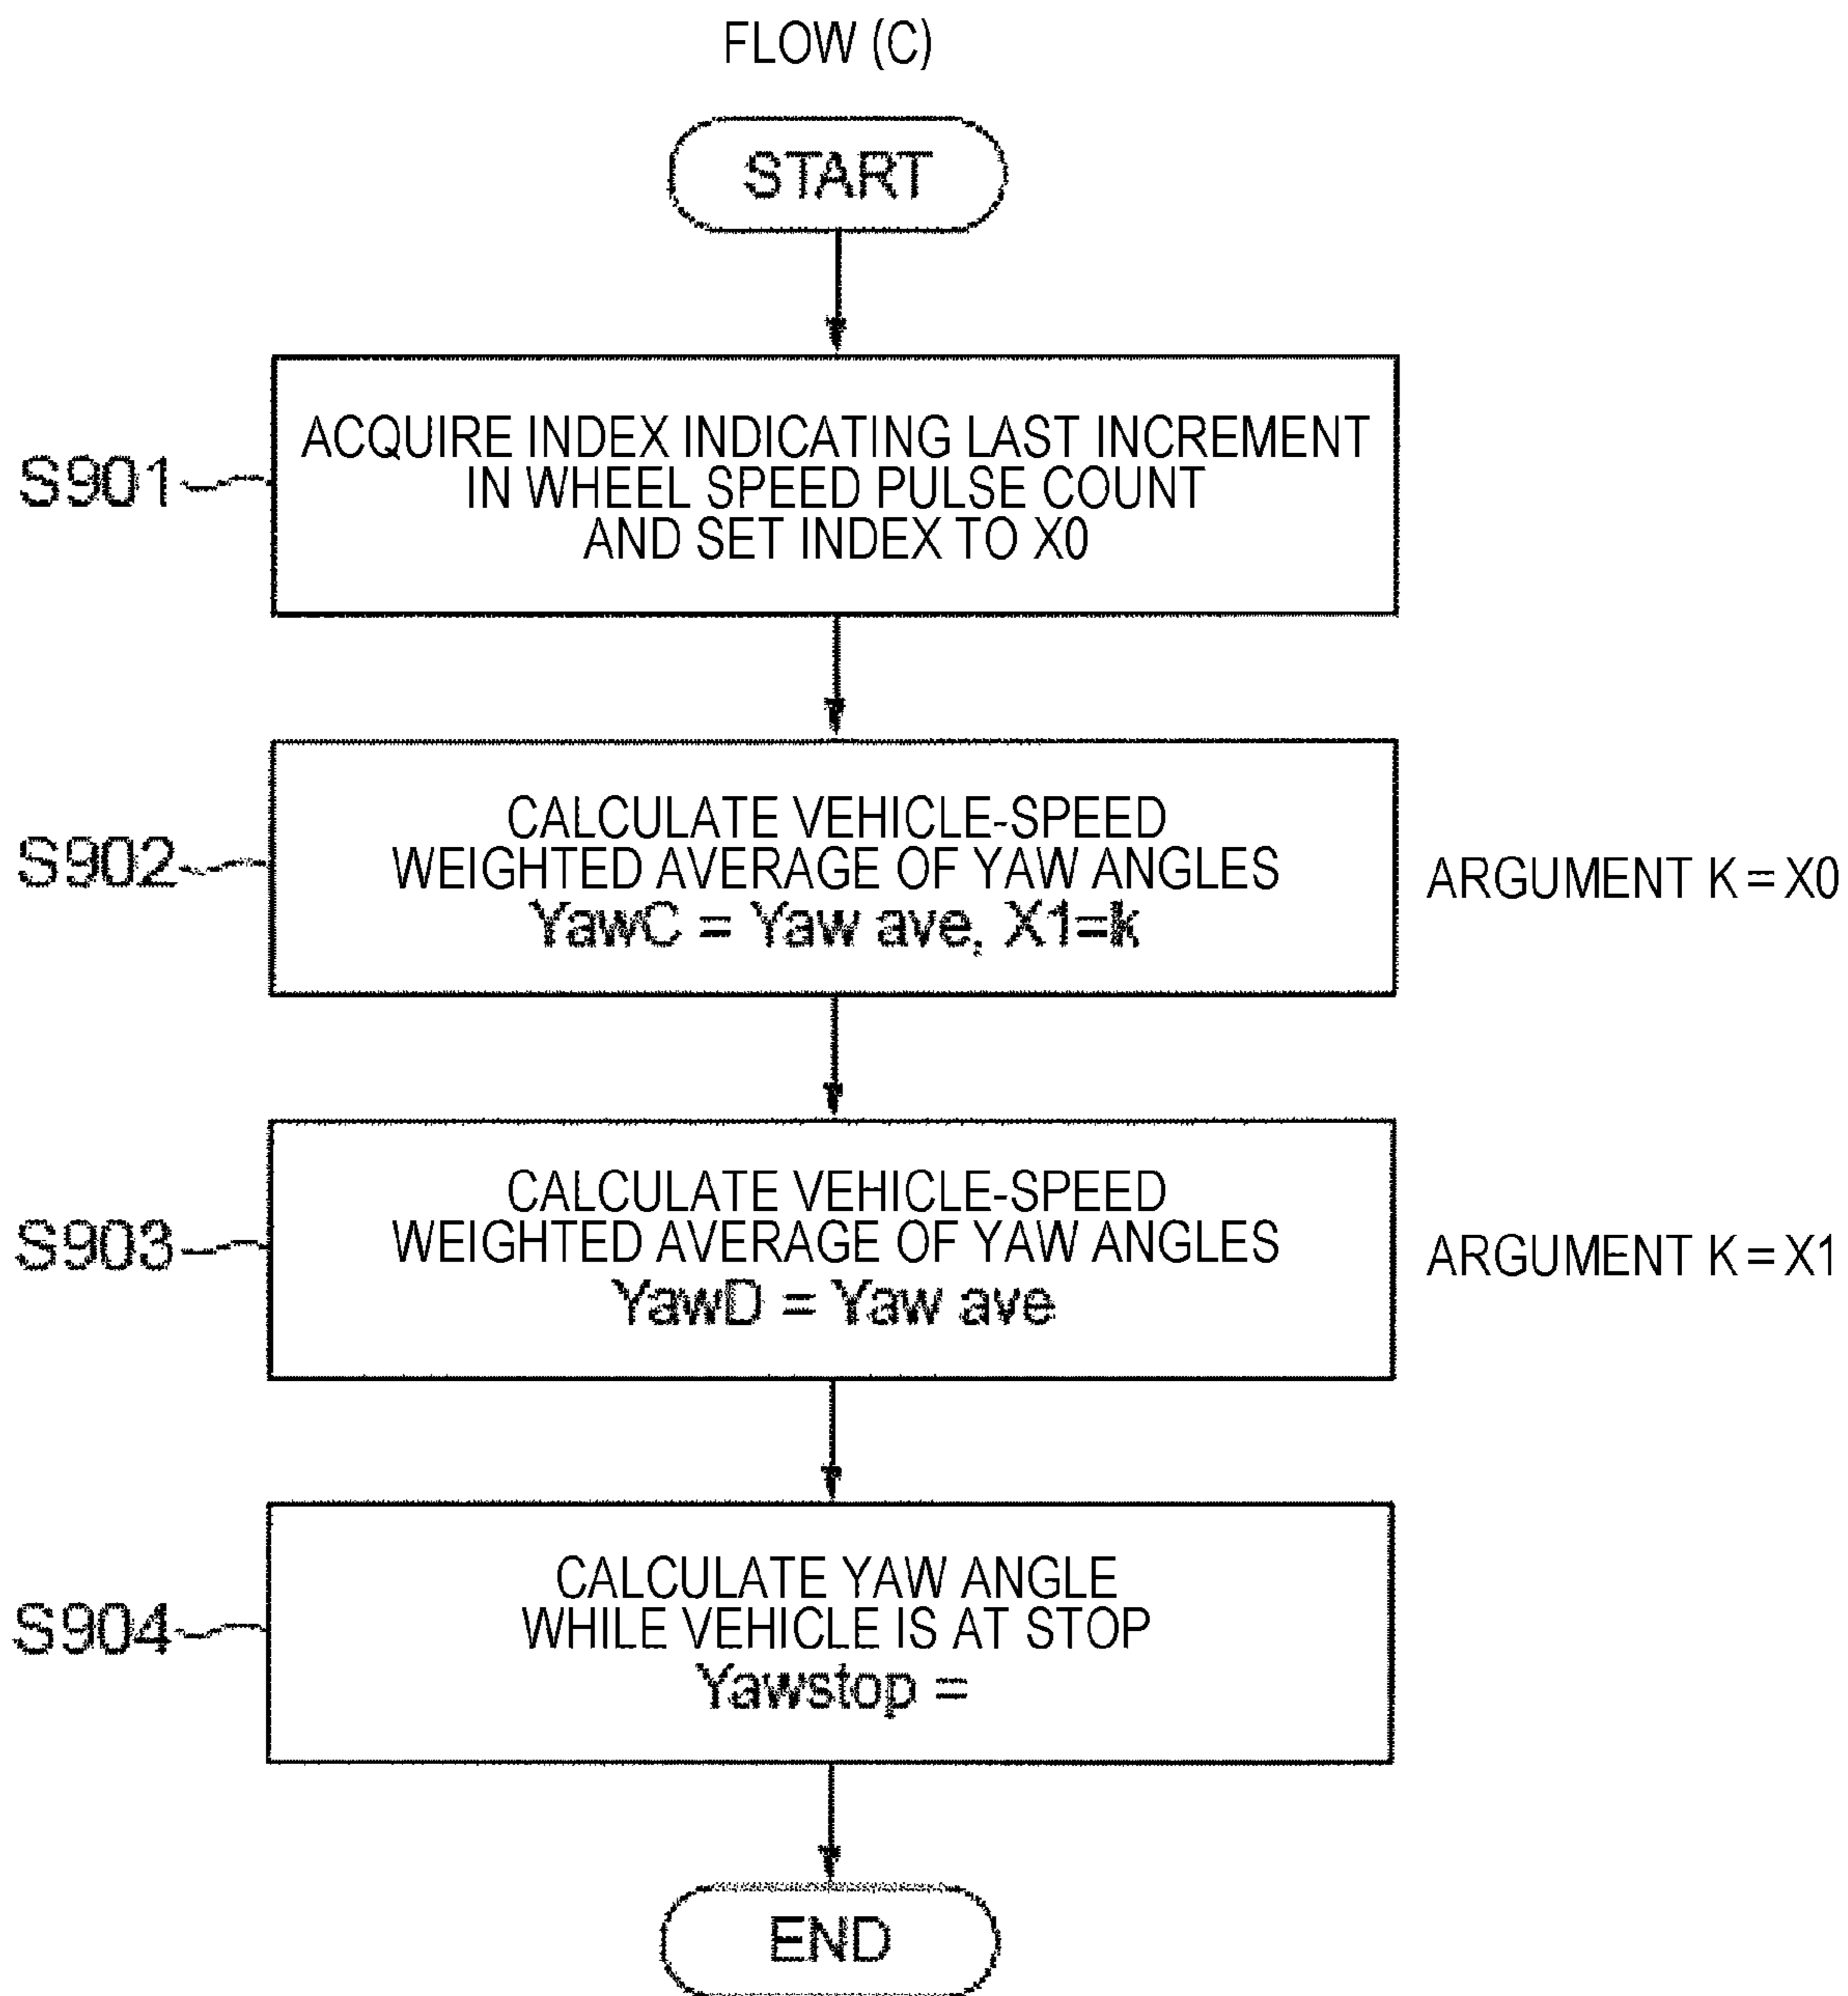 FLOW (C)
START
S901
ACQUIRE INDEX INDICATING LAST INCREMENT
IN WHEEL SPEED PULSE COUNT
AND SET INDEX TO X0
S902
CALCULATE VEHICLE-SPEED
WEIGHTED AVERAGE OF YAW ANGLES
YawC = Yaw ave, X1=k
ARGUMENT K = X0
S903
CALCULATE VEHICLE-SPEED
WEIGHTED AVERAGE OF YAW ANGLES
YawD = Yaw ave
ARGUMENT K = X1
S904
CALCULATE YAW ANGLE
WHILE VEHICLE IS AT STOP
Yawstop =
END